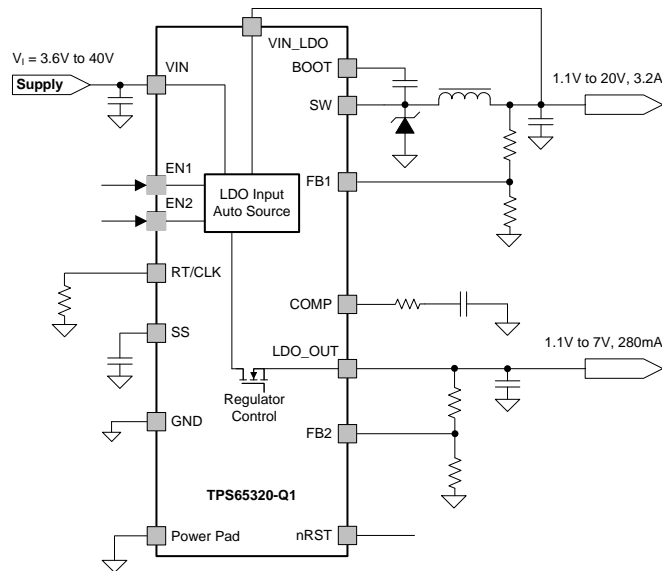 VIN_LDO
V_I = 3.6V to 40V
VIN
Supply
BOOT
1.1V to 20V, 3.2A
SW
EN1
FB1
LDO Input
Auto Source
EN2
RT/CLK
COMP
SS
LDO_OUT
1.1V to 7V, 280mA
Regulator
Control
GND
FB2
TPS65320-Q1
Power Pad
nRST